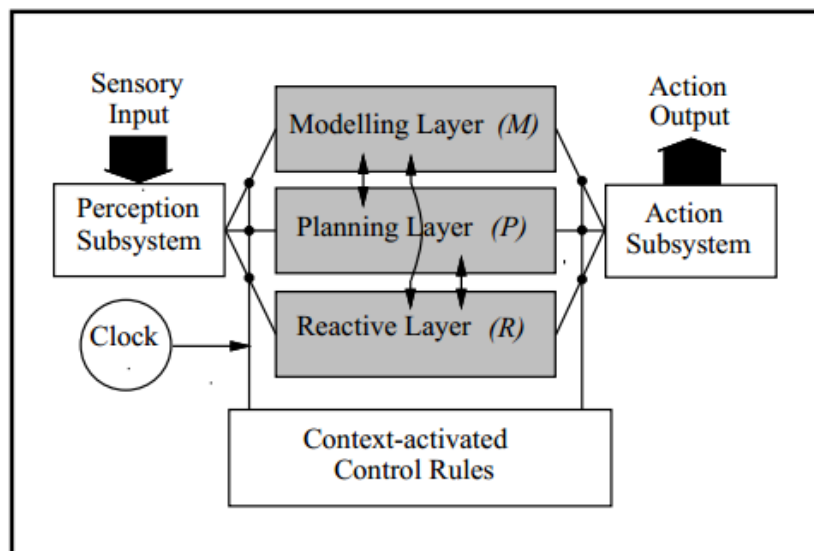 Sensory
Input
Action
Output
Modelling Layer (M)
Perception
Subsystem
Planning Layer (P)
Action
Subsystem
Clock
Reactive Layer (R)
Context-activated
Control Rules